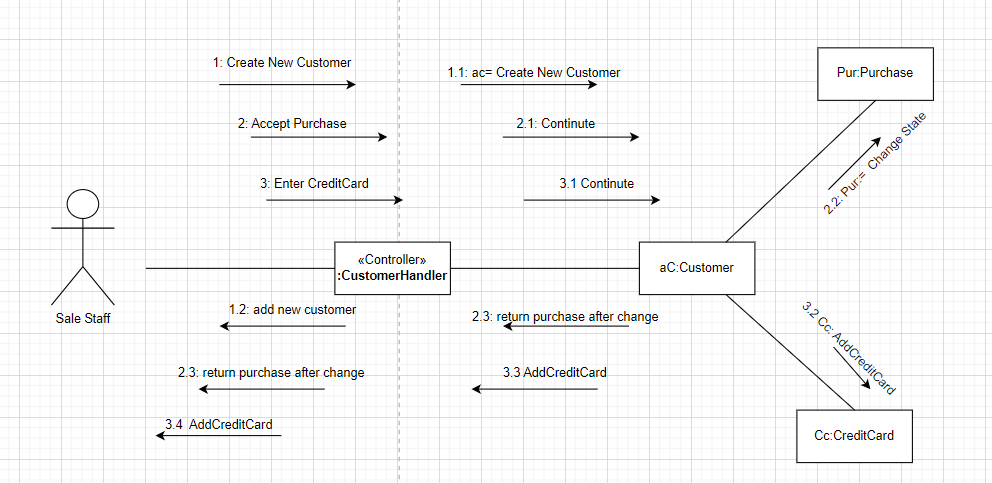 1: Create New Customer
1.1: ac= Create New Customer
Pur:Purchase
2: Accept Purchase
2.1: Continute
2.2: Pur:= Change State
3: Enter CreditCard
3.1 Continute
«Controller»
:CustomerHandler
aC:Customer
Sale Staff
1.2: add new customer
2.3: return purchase after change
3.2 Cc: AddCreditCard
2.3: return purchase after change
3.3 AddCreditCard
3.4 AddCreditCard
Cc:CreditCard